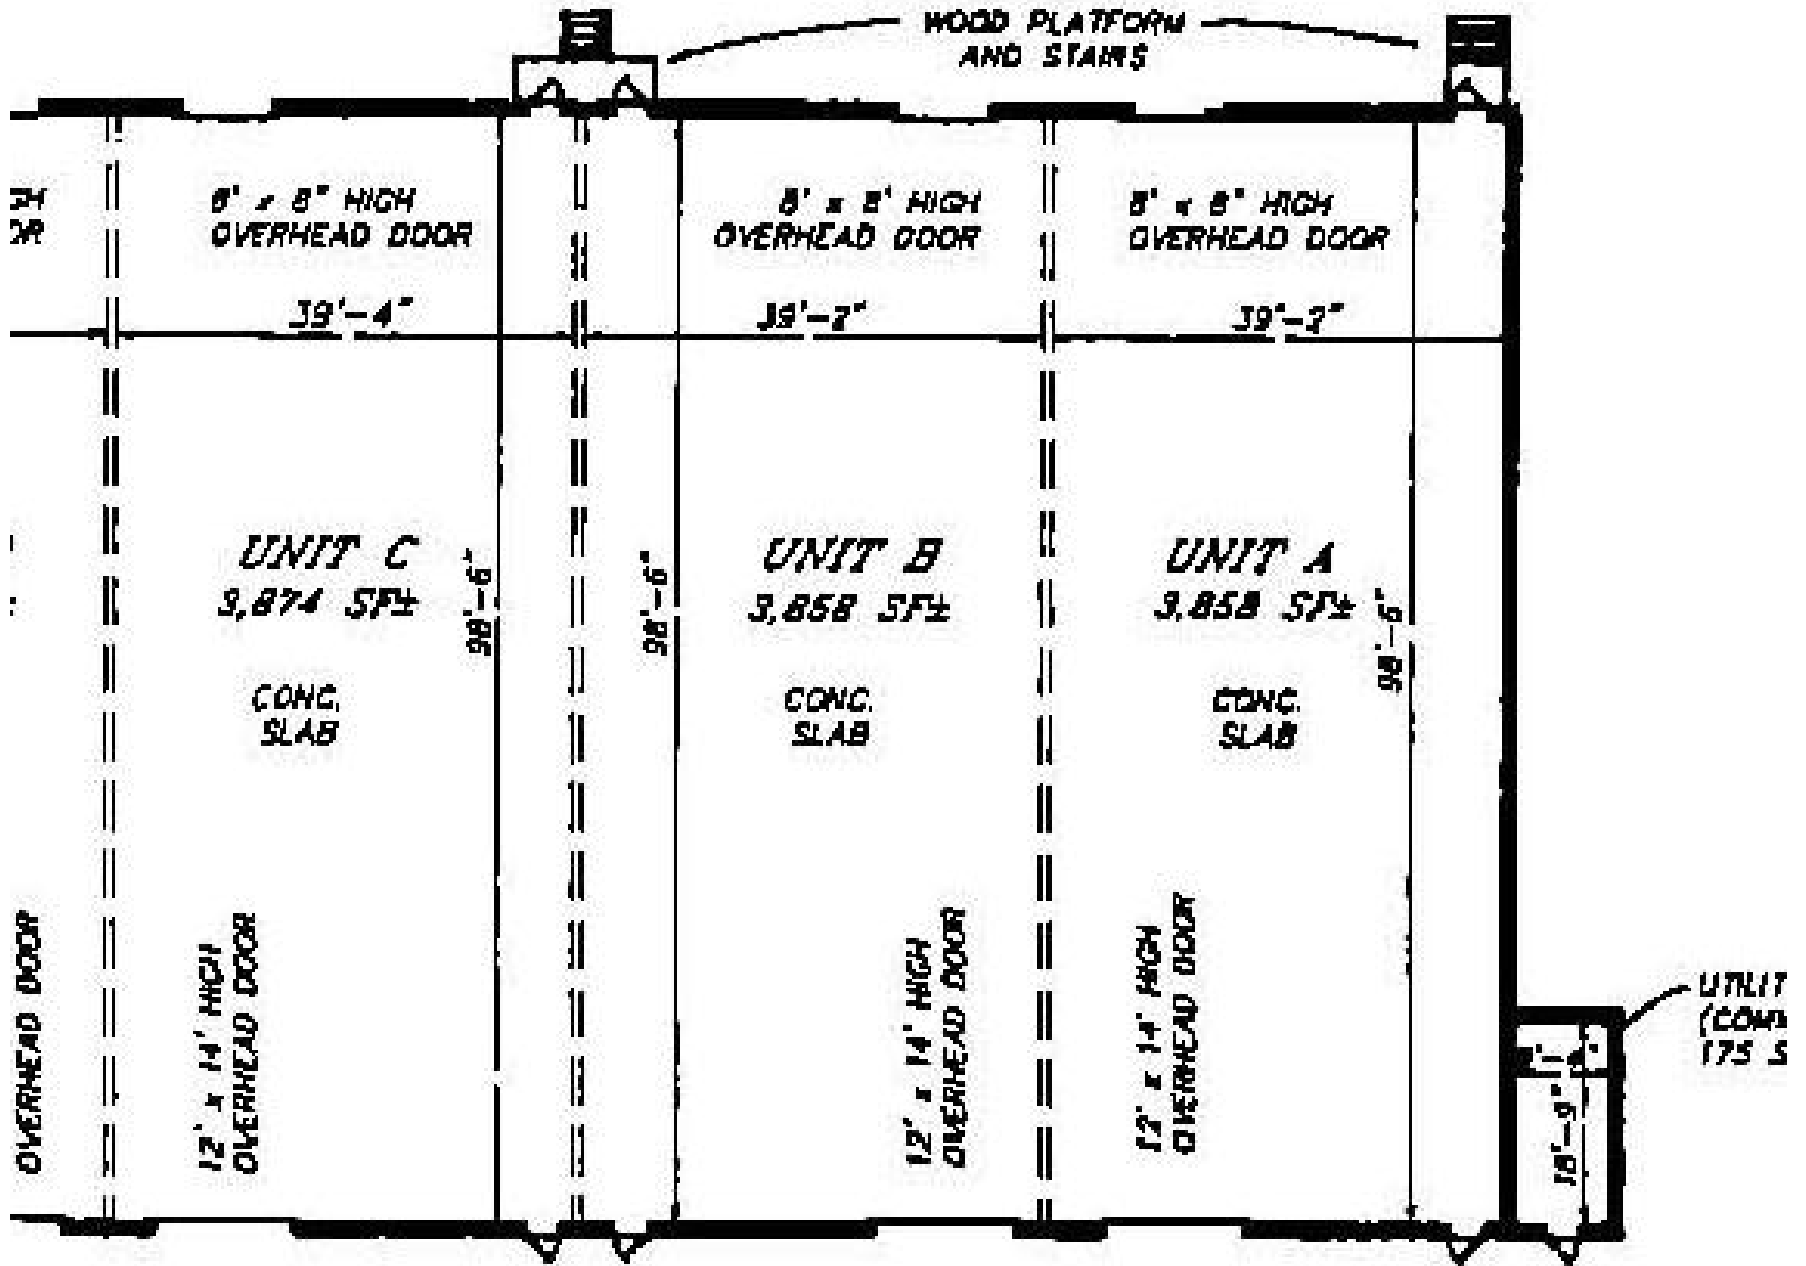 WOOD PLATFORM
AND STAIRS
8' x 8" HIGH
OVERHEAD DOOR
8' x 8' HIGH
OVERHEAD DOOR
8' x 8" HIGH
OVERHEAD DOOR
39'-4"
39'-2"
39'-2"
UNIT C
3,874 SF±
98'-6"
CONC.
SLAB
UNIT B
3,858 SF±
98'-6"
CONC.
SLAB
UNIT A
3,858 SF±
98'-6"
CONC.
SLAB
OVERHEAD DOOR
12' x 14' HIGH
OVERHEAD DOOR
12' x 14' HIGH
OVERHEAD DOOR
12' x 14' HIGH
OVERHEAD DOOR
UTILIT
(COM
175 S
18'-9"